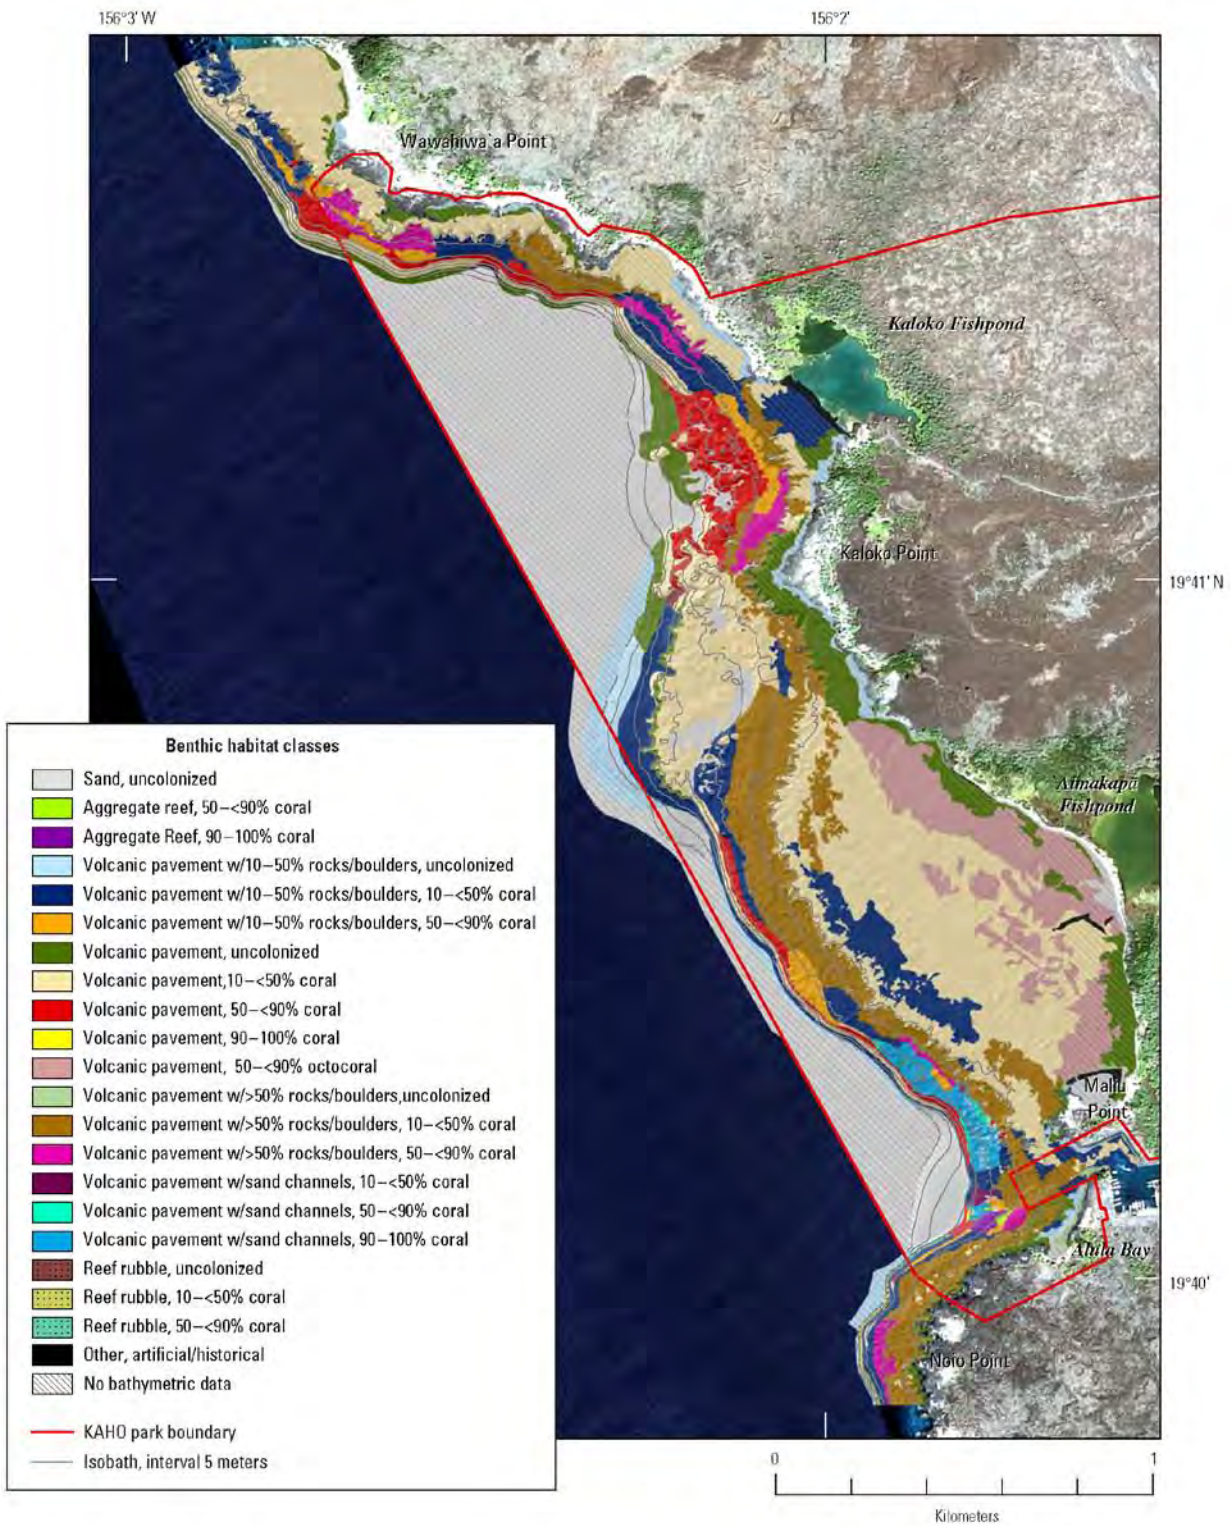 156°3' W
156°2'
Wawahiwa`a Point
Kaloko Fishpond
Kaloko Point
19°41' N
`Aimakapā
Fishpond
Maliu
Point
Alula Bay
19°40'
Noio Point
Benthic habitat classes
Sand, uncolonized
Aggregate reef, 50–<90% coral
Aggregate Reef, 90–100% coral
Volcanic pavement w/10–50% rocks/boulders, uncolonized
Volcanic pavement w/10–50% rocks/boulders, 10–<50% coral
Volcanic pavement w/10–50% rocks/boulders, 50–<90% coral
Volcanic pavement, uncolonized
Volcanic pavement,10–<50% coral
Volcanic pavement, 50–<90% coral
Volcanic pavement, 90–100% coral
Volcanic pavement, 50–<90% octocoral
Volcanic pavement w/>50% rocks/boulders,uncolonized
Volcanic pavement w/>50% rocks/boulders, 10–<50% coral
Volcanic pavement w/>50% rocks/boulders, 50–<90% coral
Volcanic pavement w/sand channels, 10–<50% coral
Volcanic pavement w/sand channels, 50–<90% coral
Volcanic pavement w/sand channels, 90–100% coral
Reef rubble, uncolonized
Reef rubble, 10–<50% coral
Reef rubble, 50–<90% coral
Other, artificial/historical
No bathymetric data
KAHO park boundary
Isobath, interval 5 meters
0 1
Kilometers